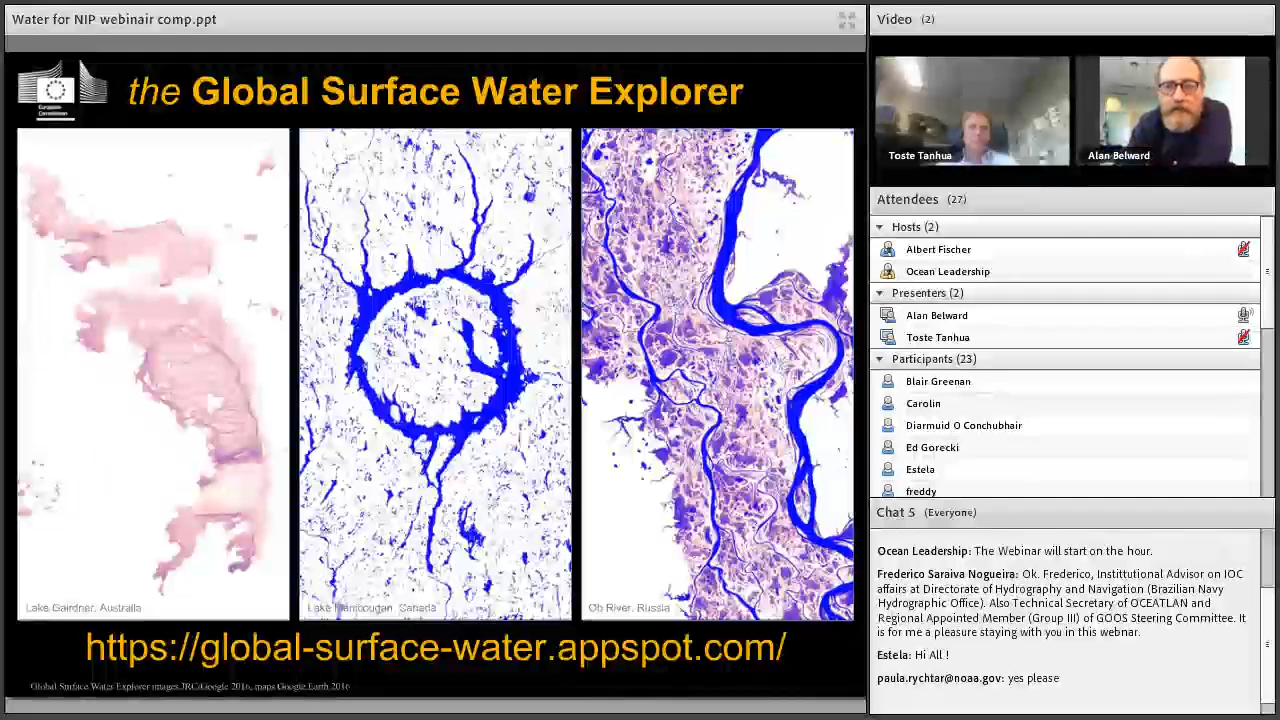 Water for NIP webinair comp.ppt
European
Commission
the Global Surface Water Explorer
Lake Gairdner, Australia
Lake Manicougan, Canada
Ob River, Russia
https://global-surface-water.appspot.com/
Global Surface Water Explorer images JRC/Google 2016, maps Google Earth 2016
Video (2)
Toste Tanhua
Alan Belward
Attendees (27)
Hosts (2)
Albert Fischer
Ocean Leadership
Presenters (2)
Alan Belward
Toste Tanhua
Participants (23)
Blair Greenan
Carolin
Diarmuid O Conchubhair
Ed Gorecki
Estela
freddy
Chat 5 (Everyone)
Ocean Leadership: The Webinar will start on the hour.
Frederico Saraiva Nogueira: Ok. Frederico, Instittutional Advisor on IOC
affairs at Directorate of Hydrography and Navigation (Brazilian Navy
Hydrographic Office). Also Technical Secretary of OCEATLAN and
Regional Appointed Member (Group III) of GOOS Steering Committee. It
is for me a pleasure staying with you in this webnar.
Estela: Hi All !
paula.rychtar@noaa.gov: yes please